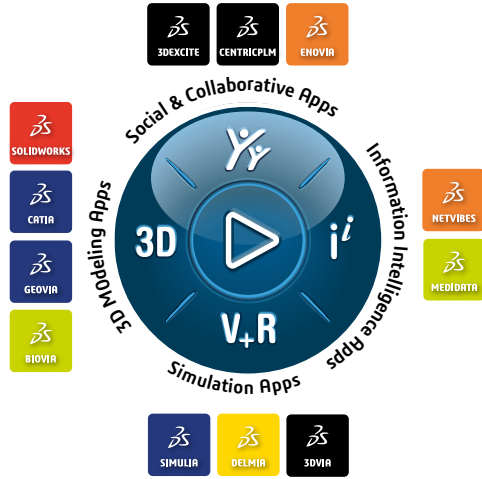 3DEXCITE
CENTRICPLM
ENOVIA
Social & Collaborative Apps
SOLIDWORKS
CATIA
GEOVIA
BIOVIA
3D Modeling Apps
3D
i i
V+R
Information Intelligence Apps
NETVIBES
MEDIDATA
Simulation Apps
SIMULIA
DELMIA
3DVIA